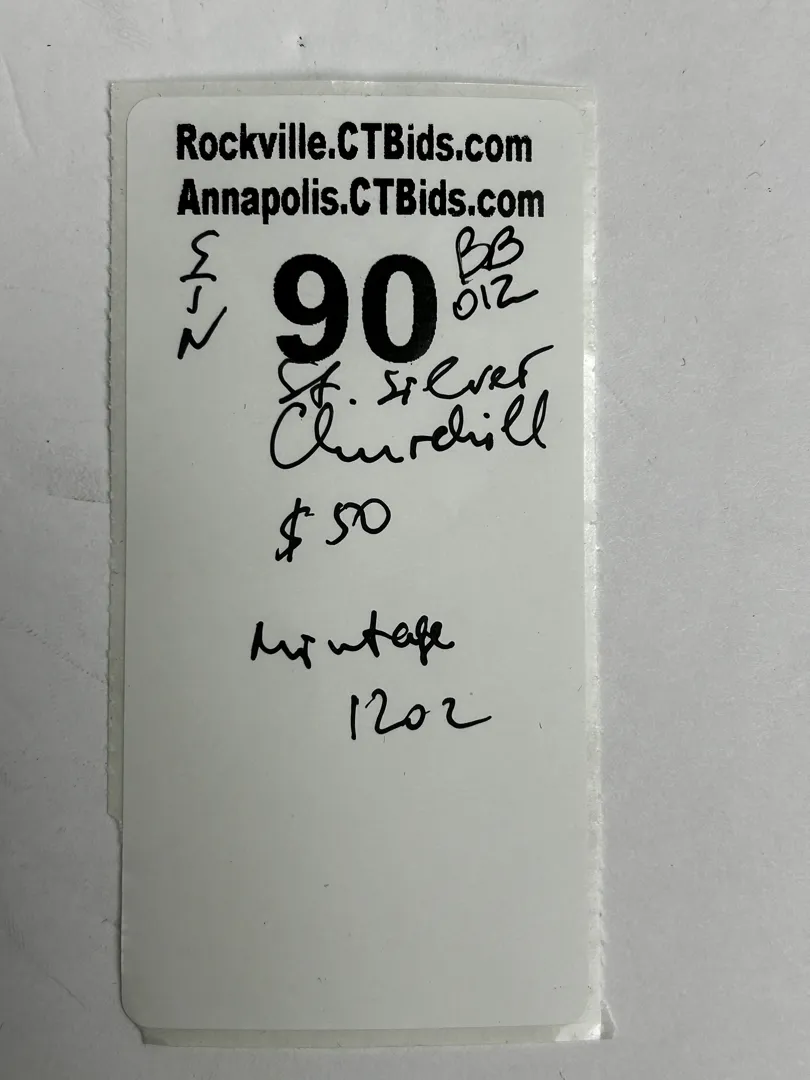 Rockville.CTBids.com
Annapolis.CTBids.com
90
BB
012
St. silver
Churchill
$50
Mintage
1202